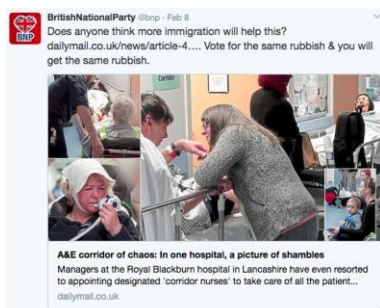 BritishNationalParty @bnp · Feb 8
BNP
Does anyone think more immigration will help this?
dailymail.co.uk/news/article-4.... Vote for the same rubbish & you will
get the same rubbish.
Corridor
A&E corridor of chaos: In one hospital, a picture of shambles
Managers at the Royal Blackburn hospital in Lancashire have even resorted
to appointing designated 'corridor nurses' to take care of all the patient...
dailymail.co.uk